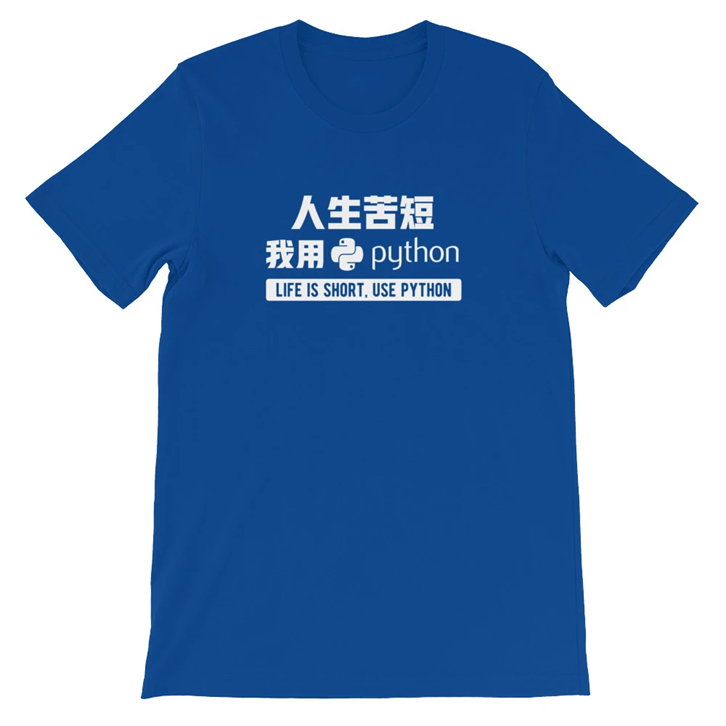 人生苦短
我用 python
LIFE IS SHORT, USE PYTHON